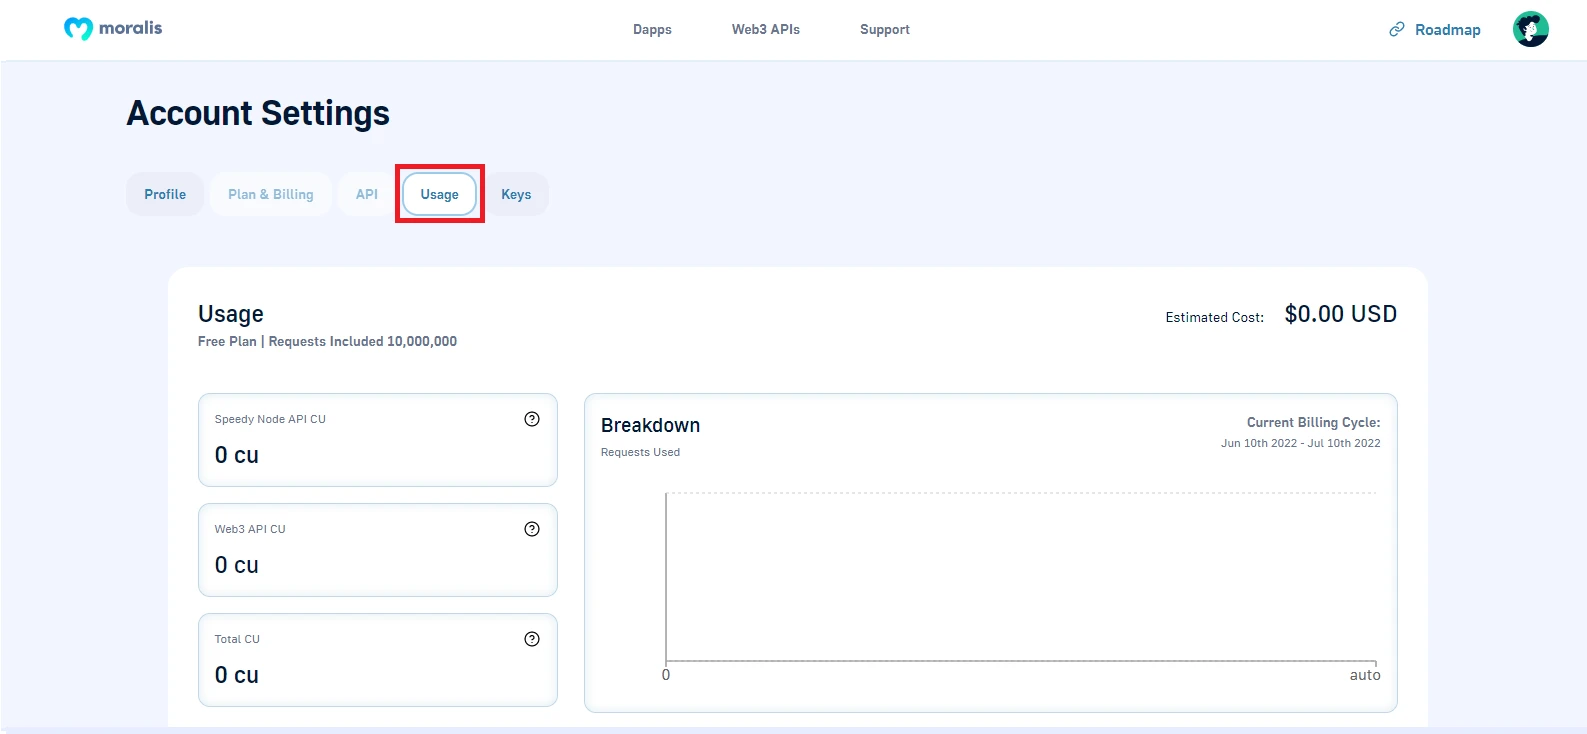 moralis
Dapps
Web3 APIs
Support
Roadmap
Account Settings
Profile
Plan & Billing
API
Usage
Keys
Usage
Free Plan | Requests Included 10,000,000
Estimated Cost: $0.00 USD
Speedy Node API CU
0 cu
Web3 API CU
0 cu
Total CU
0 cu
Breakdown
Requests Used
Current Billing Cycle:
Jun 10th 2022 - Jul 10th 2022
0
auto